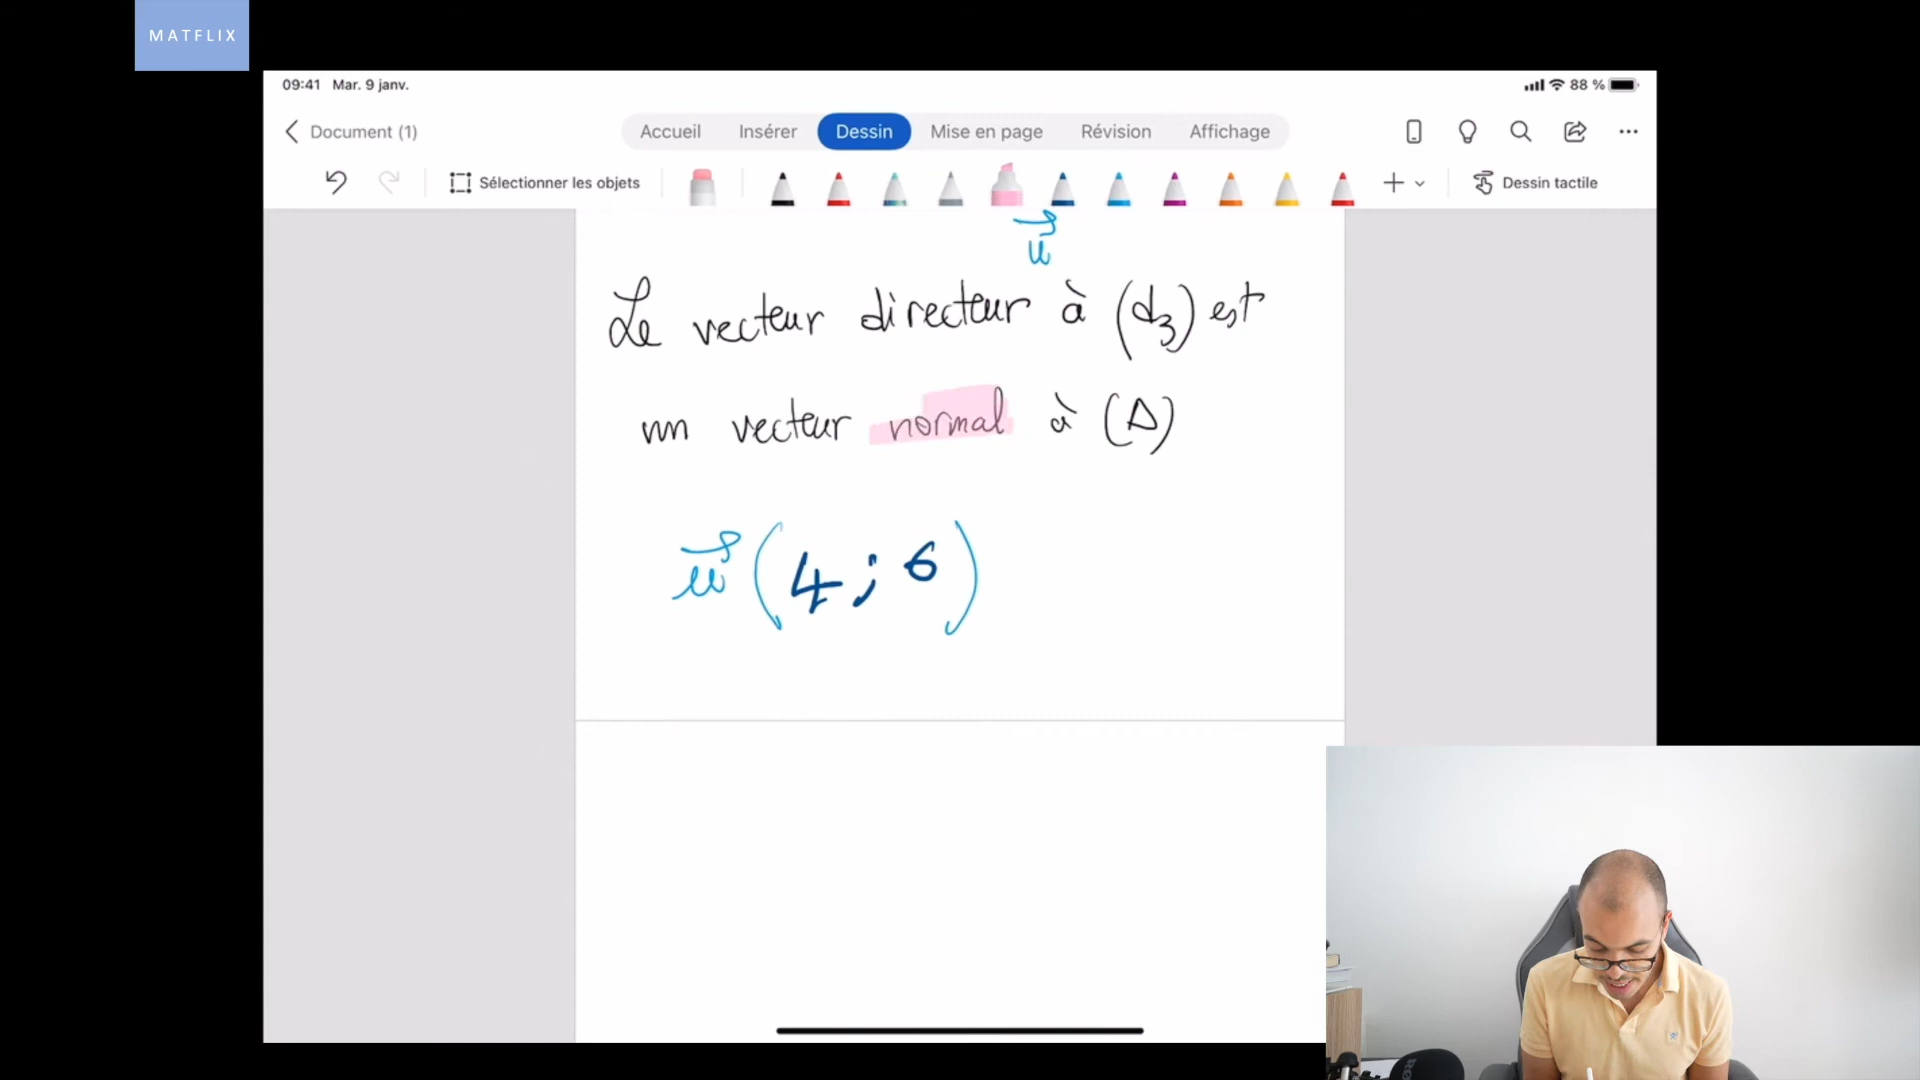 MATFLIX
09:41 Mar. 9 janv.
88 %
Document (1)
Accueil Insérer Dessin Mise en page Révision Affichage
Sélectionner les objets
Dessin tactile
u
Le vecteur directeur à (d3) est
un vecteur normal à (Δ)
u (4 ; 6)